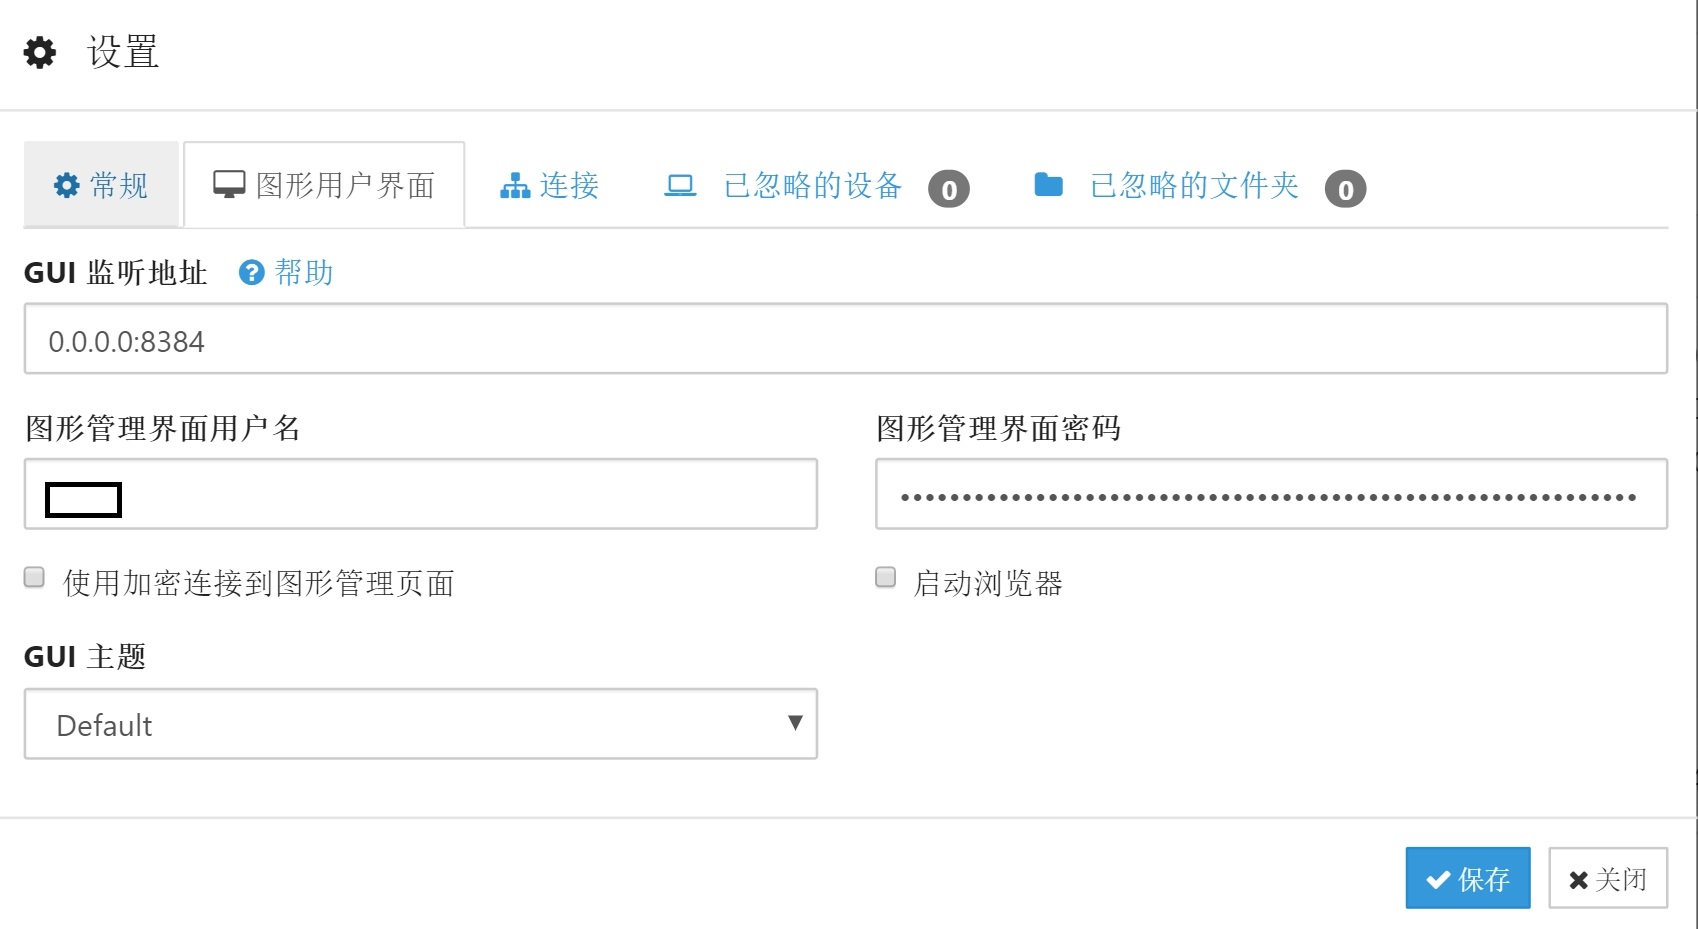 设置
常规 图形用户界面 连接 已忽略的设备 0 已忽略的文件夹 0
GUI 监听地址 帮助
0.0.0.0:8384
图形管理界面用户名 图形管理界面密码
使用加密连接到图形管理页面 启动浏览器
GUI 主题
Default
保存 关闭